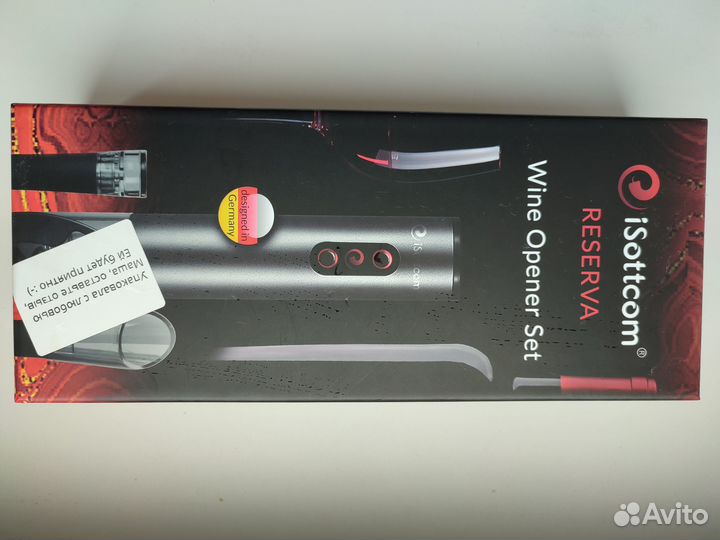 iSottcom®
RESERVA
Wine Opener Set
designed in
Germany
Упаковала с любовью
Маша, оставьте отзыв,
Ей будет приятно :-)
Avito